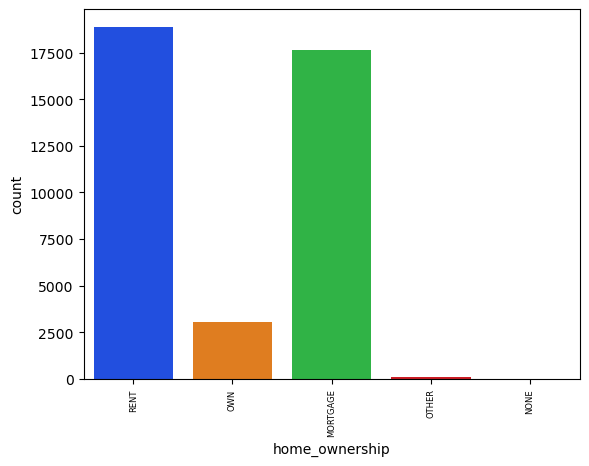 17500
15000
12500
10000
7500
5000
2500
0
count
RENT
OWN
MORTGAGE
OTHER
NONE
home_ownership